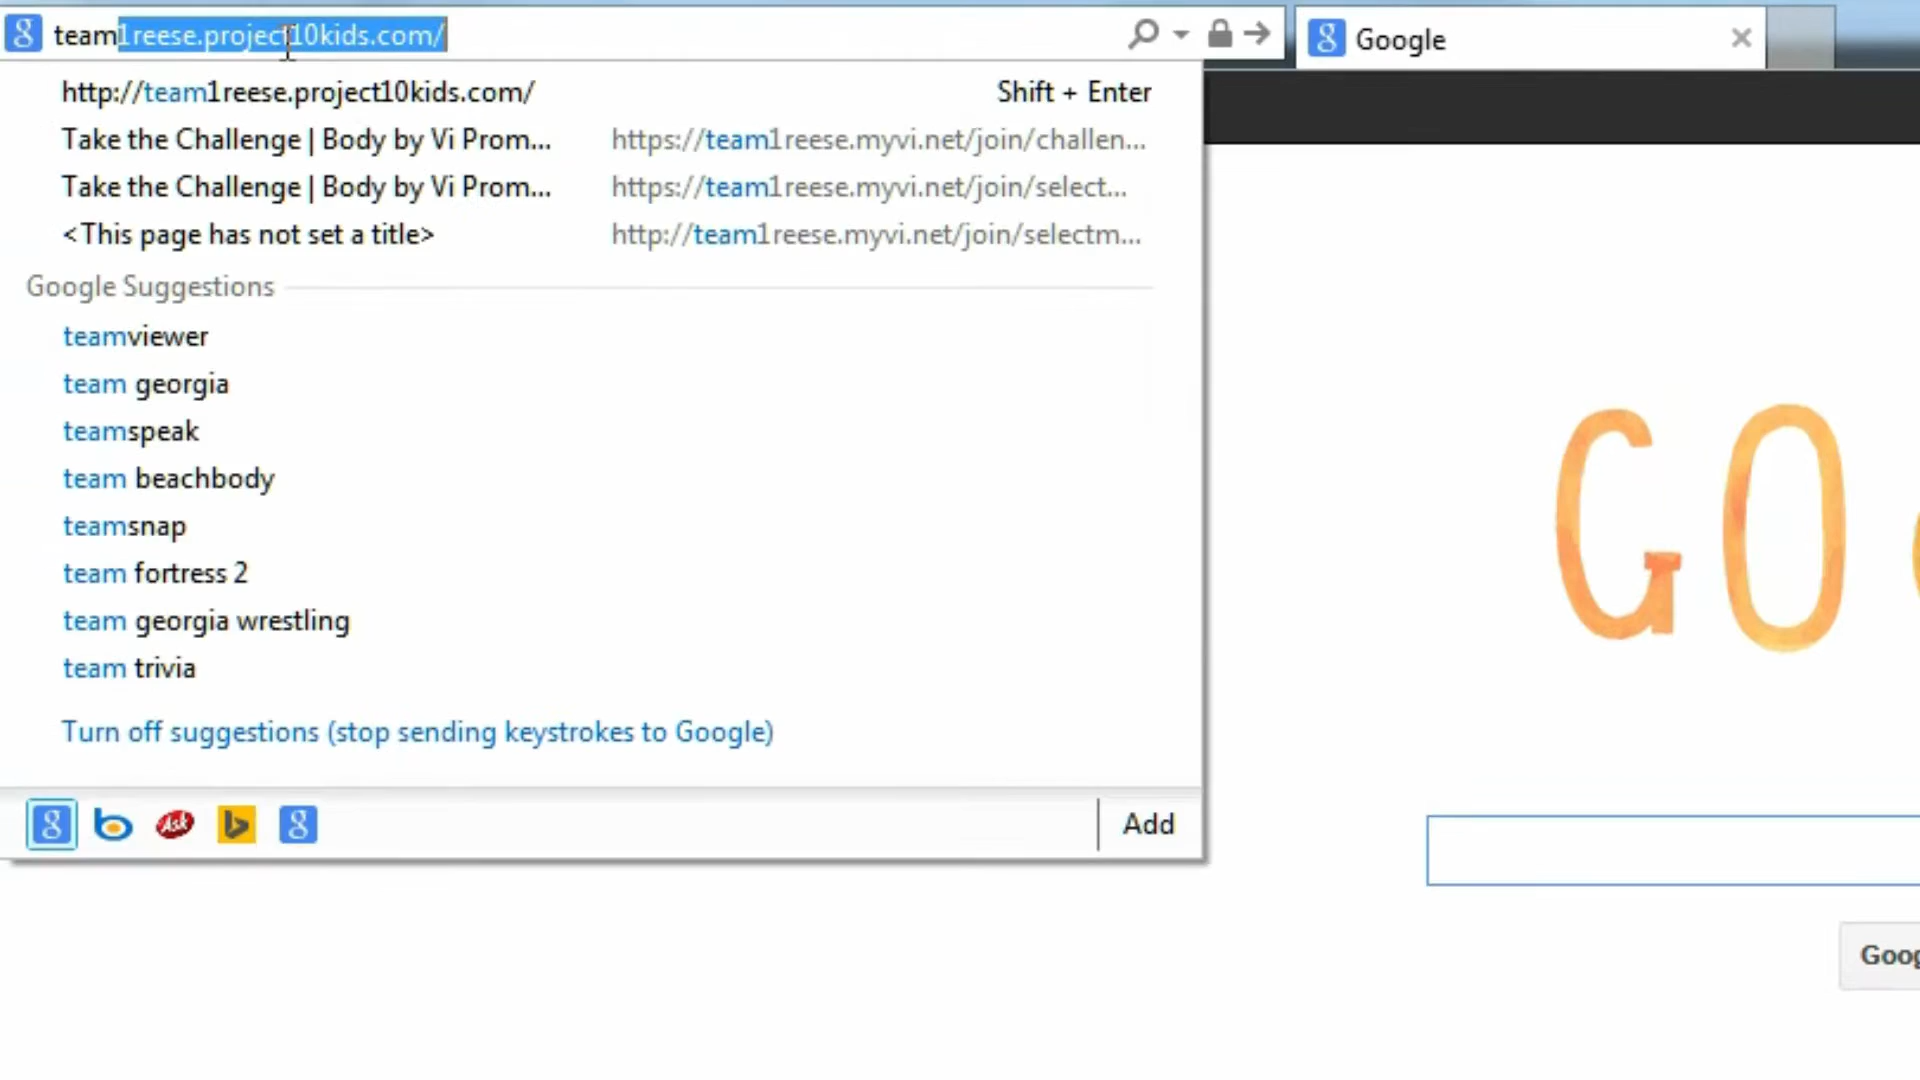 team1reese.project10kids.com/
Google
http://team1reese.project10kids.com/ Shift + Enter
Take the Challenge | Body by Vi Prom... https://team1reese.myvi.net/join/challen...
Take the Challenge | Body by Vi Prom... https://team1reese.myvi.net/join/select...
<This page has not set a title> http://team1reese.myvi.net/join/selectm...
Google Suggestions
teamviewer
team georgia
teamspeak
team beachbody
teamsnap
team fortress 2
team georgia wrestling
team trivia
Turn off suggestions (stop sending keystrokes to Google)
Ask
Add
GO
Goog